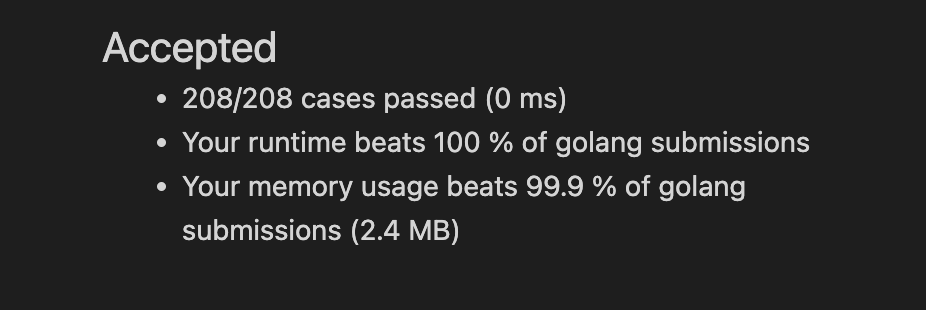 Accepted
• 208/208 cases passed (0 ms)
• Your runtime beats 100 % of golang submissions
• Your memory usage beats 99.9 % of golang
submissions (2.4 MB)